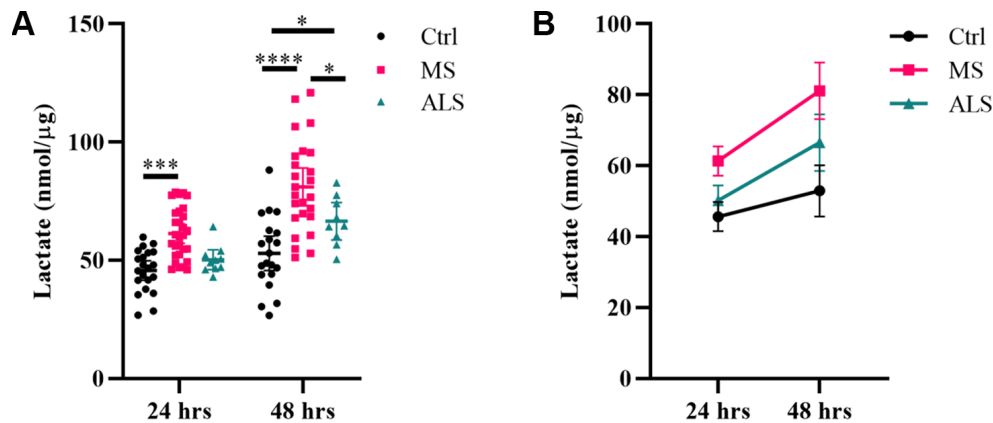 A
Lactate (nmol/µg)
150
100
50
0
***
****
*
*
24 hrs
48 hrs
Ctrl
MS
ALS
B
Lactate (nmol/µg)
100
80
60
40
20
0
24 hrs
48 hrs
Ctrl
MS
ALS